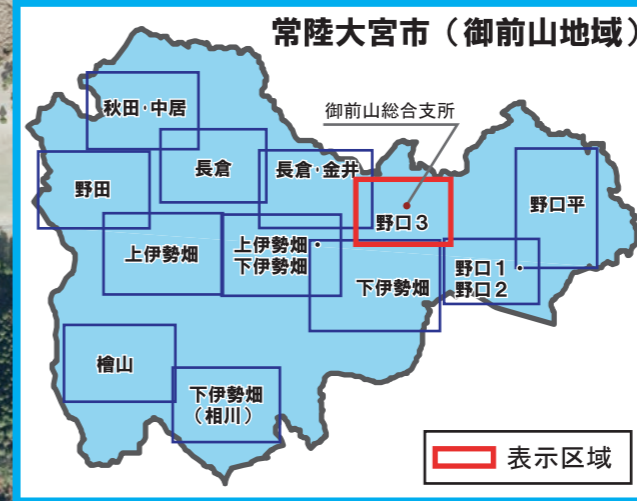 常陸大宮市（御前山地域）
秋田・中居
御前山総合支所
長倉
長倉・金井
野田
野口3
野口平
上伊勢畑
上伊勢畑・
下伊勢畑
下伊勢畑
野口1・
野口2
檜山
下伊勢畑
（相川）
表示区域